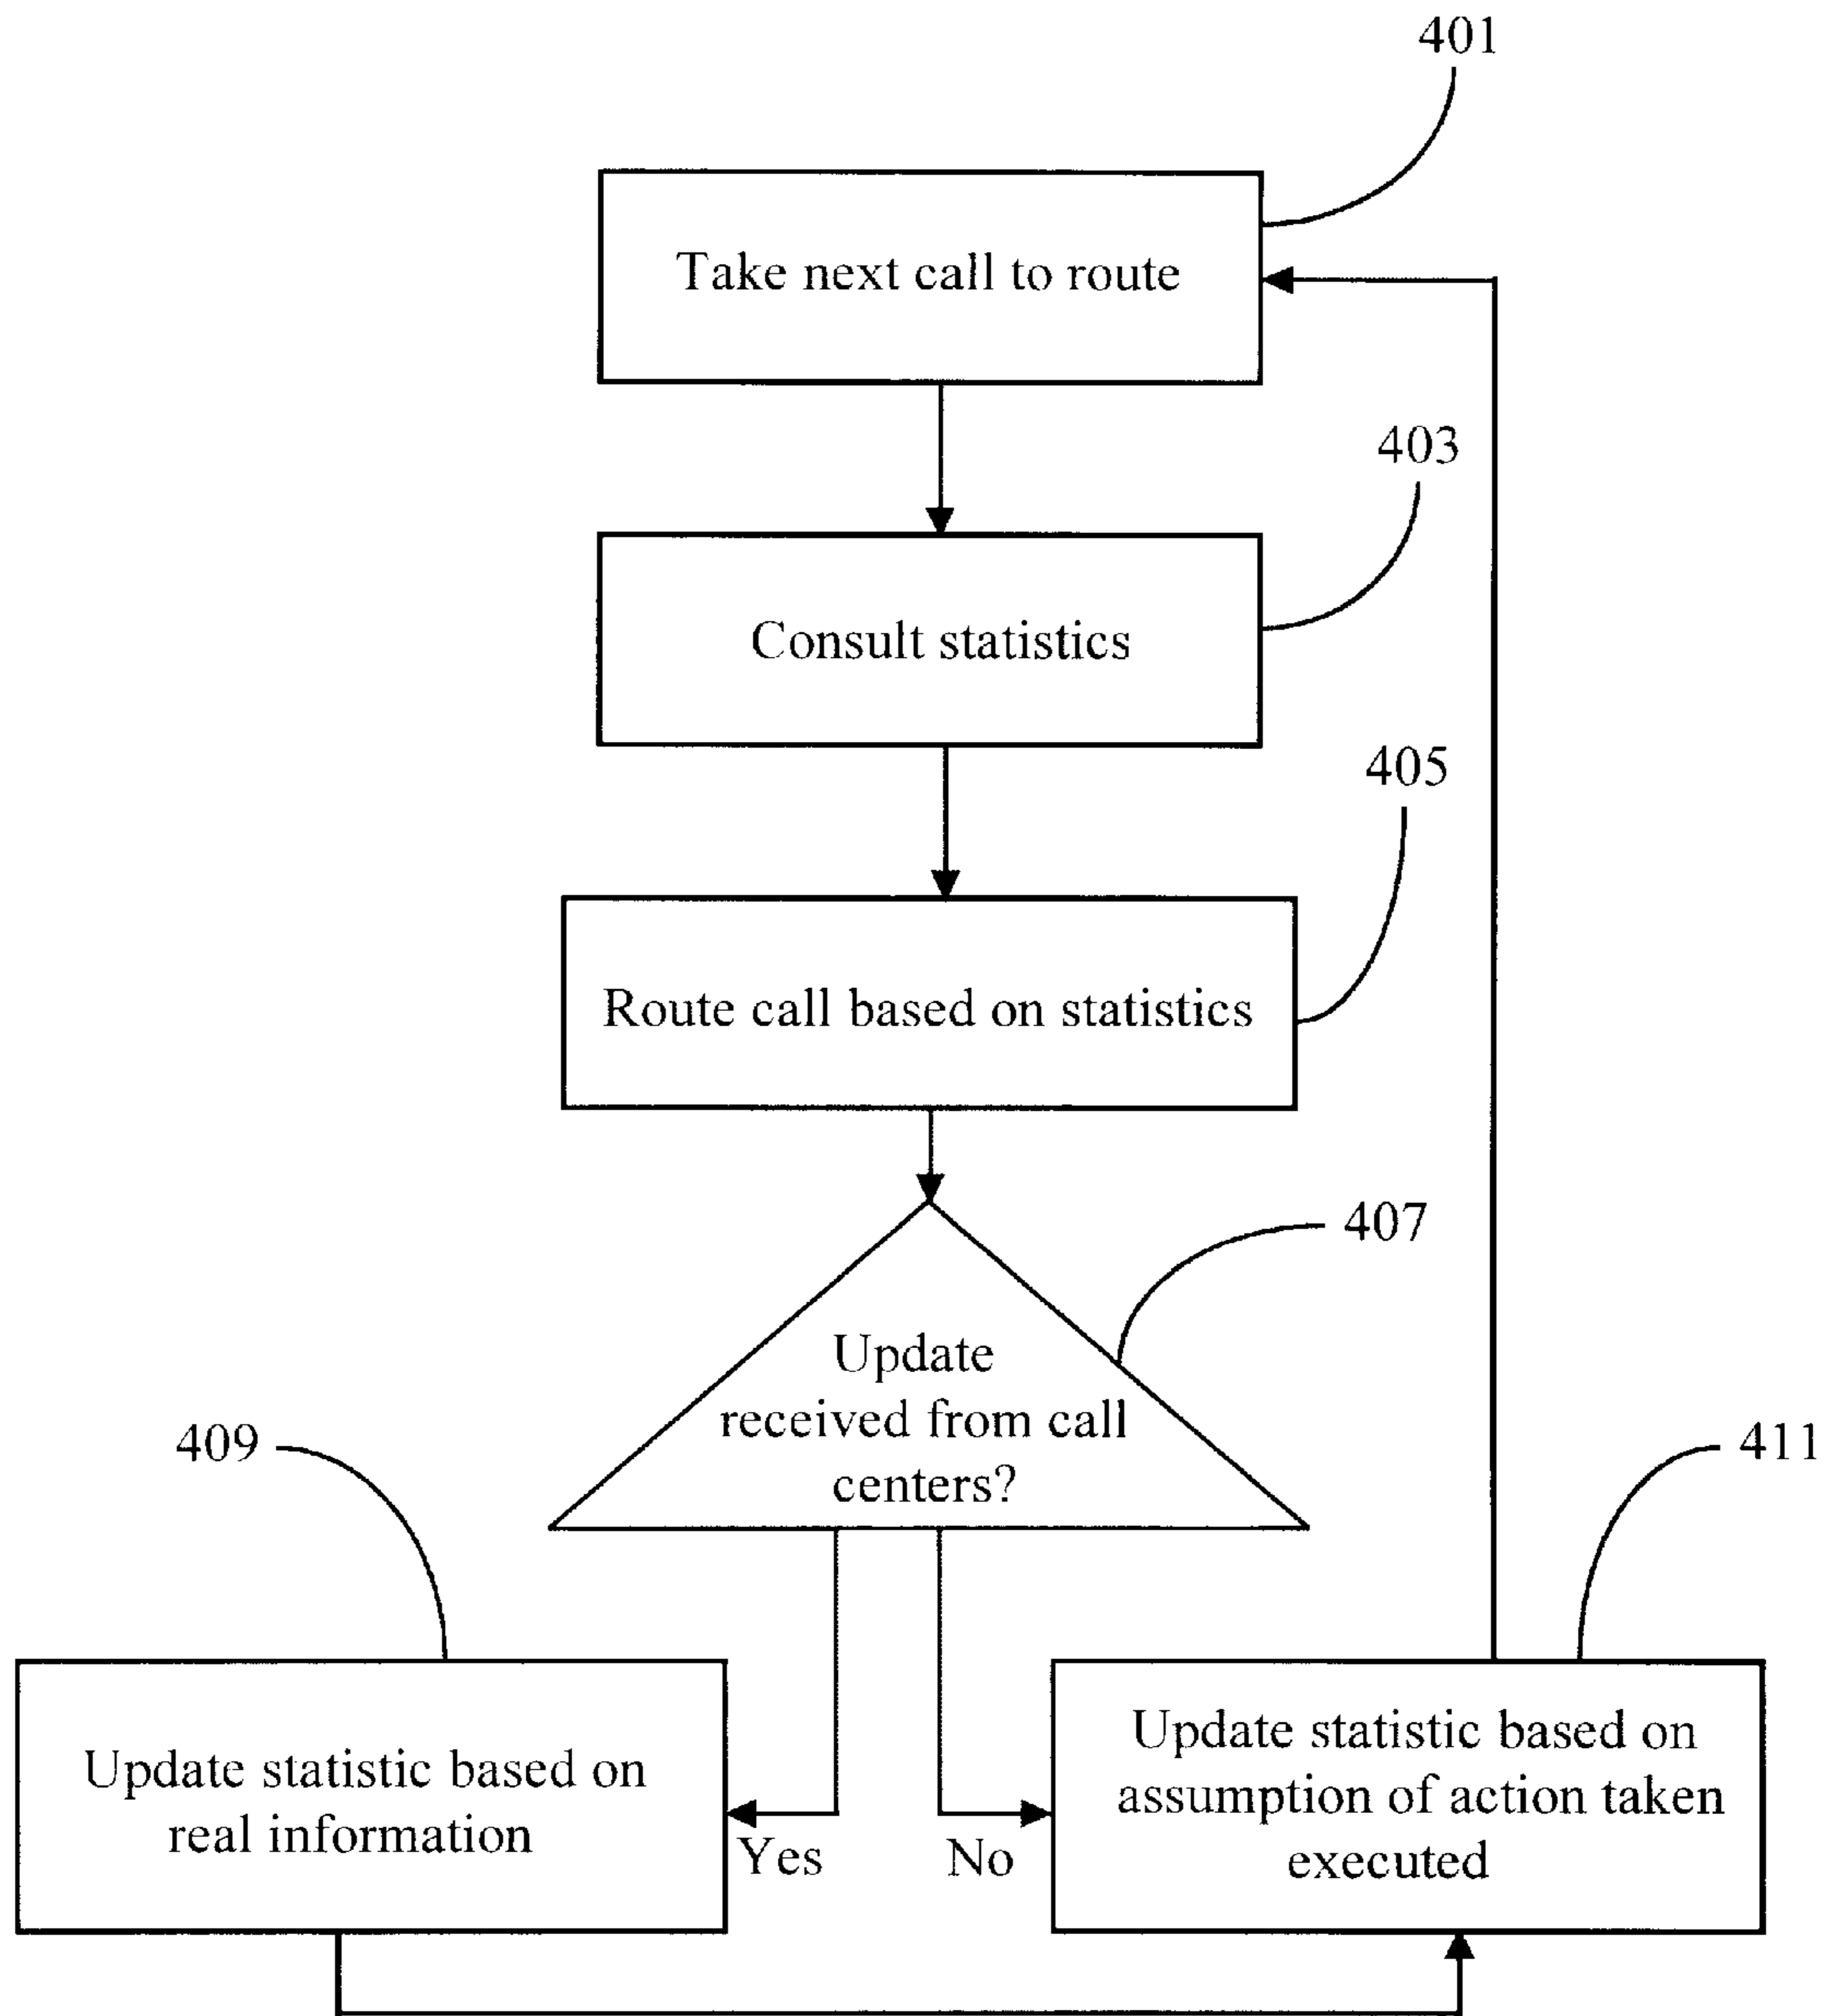 401
Take next call to route
403
Consult statistics
405
Route call based on statistics
407
Update
received from call
centers?
409
411
Update statistic based on
real information
Yes
No
Update statistic based on
assumption of action taken
executed